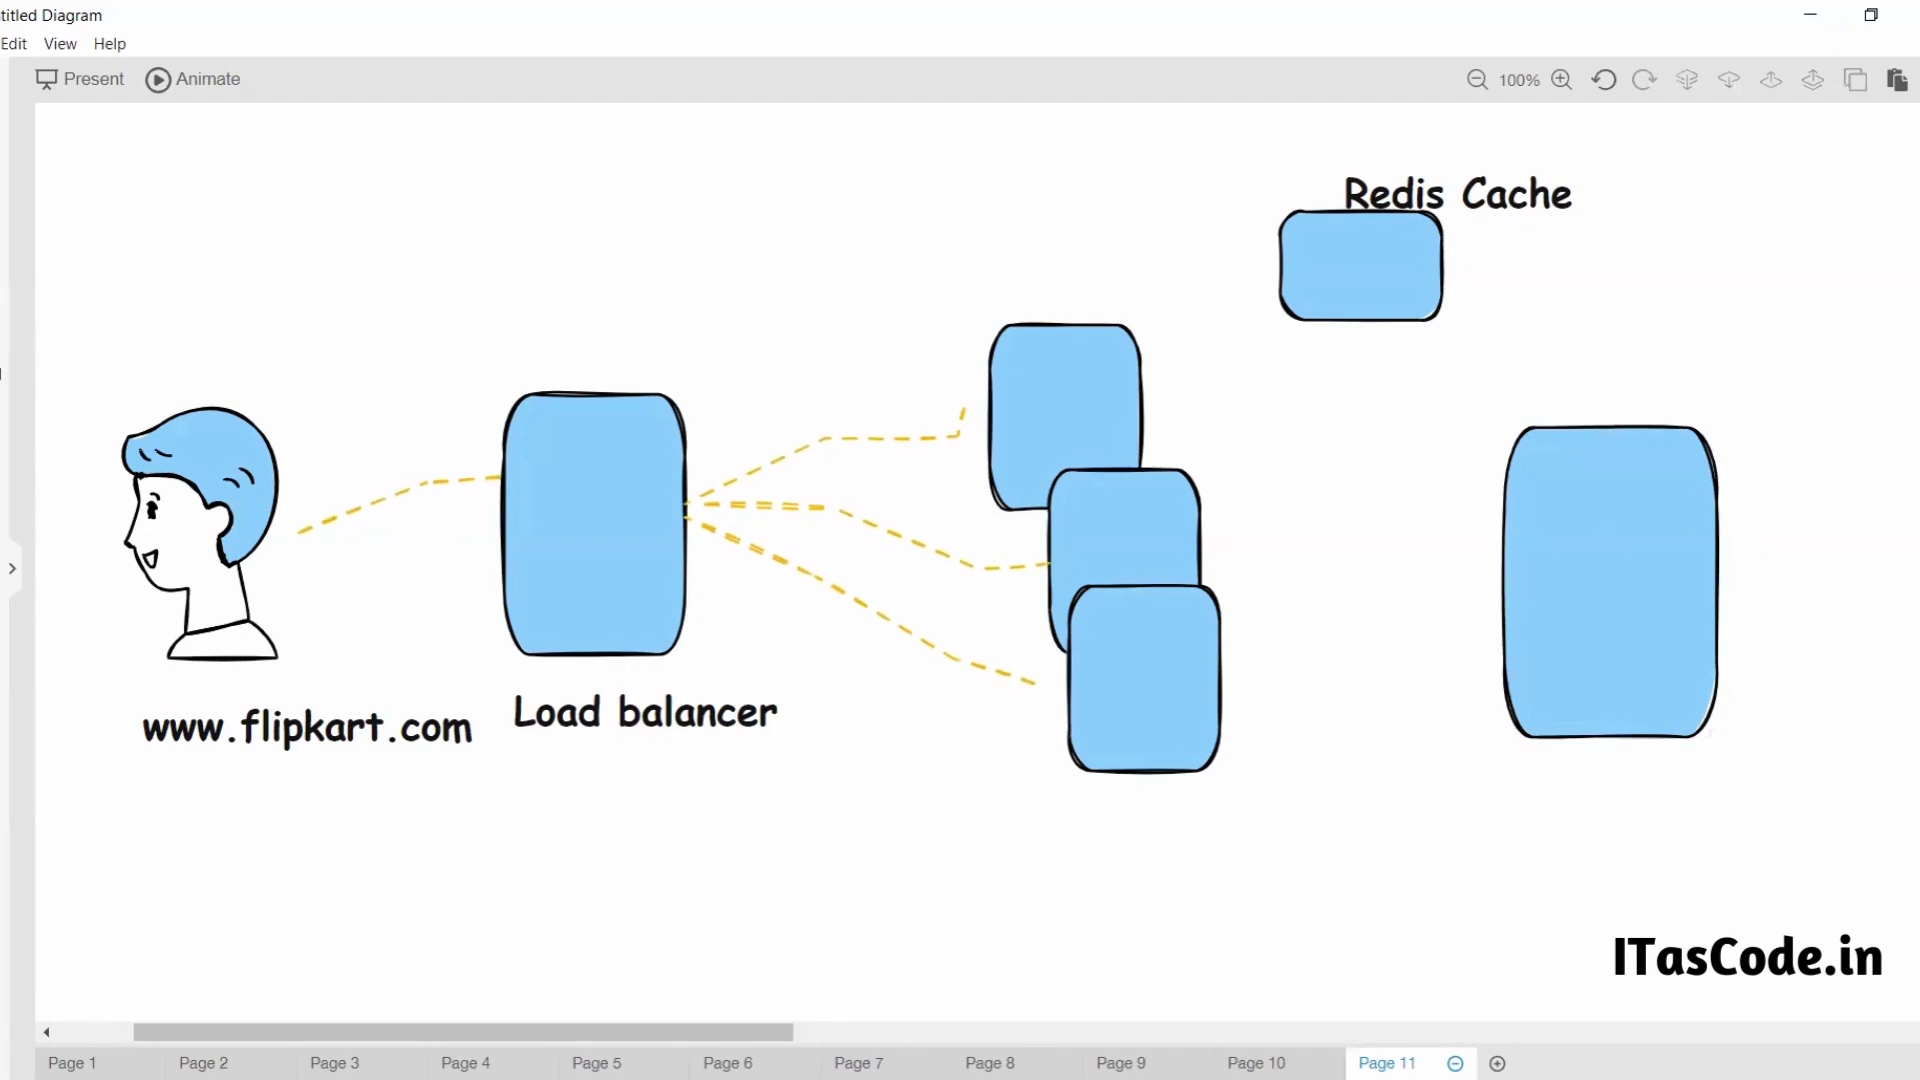 titled Diagram
Edit View Help
Present Animate 100%
Redis Cache
www.flipkart.com
Load balancer
ITasCode.in
Page 1 Page 2 Page 3 Page 4 Page 5 Page 6 Page 7 Page 8 Page 9 Page 10 Page 11